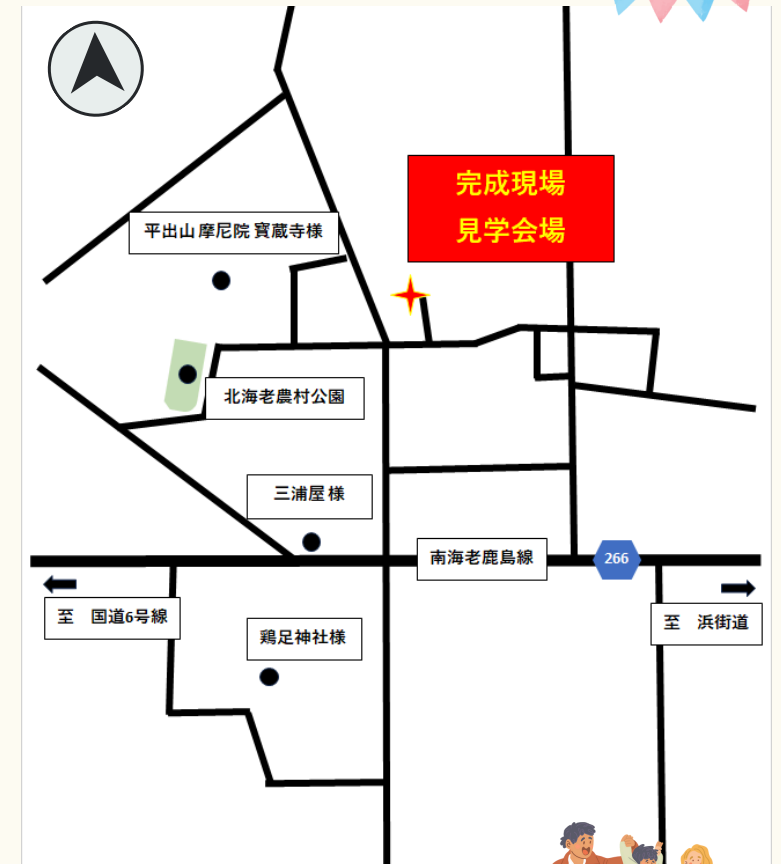 完成現場
見学会場
平出山 摩尼院 寳蔵寺様
北海老農村公園
三浦屋 様
南海老鹿島線
266
至　国道6号線
至　浜街道
鶏足神社様